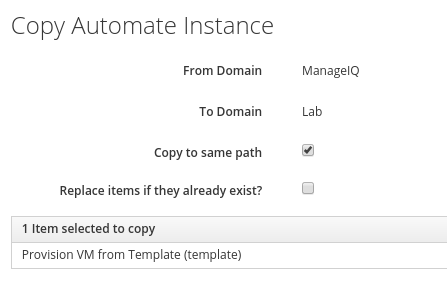 Copy Automate Instance
From Domain ManageIQ
To Domain Lab
Copy to same path
Replace items if they already exist?
1 Item selected to copy
Provision VM from Template (template)